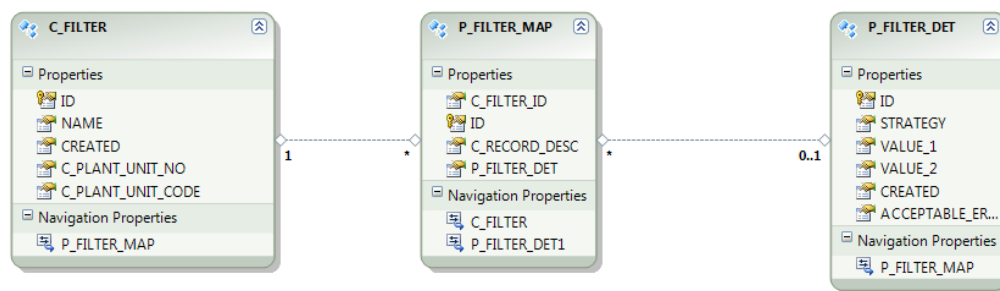 C_FILTER
Properties
ID
NAME
CREATED
C_PLANT_UNIT_NO
C_PLANT_UNIT_CODE
Navigation Properties
P_FILTER_MAP
1
*
P_FILTER_MAP
Properties
C_FILTER_ID
ID
C_RECORD_DESC
P_FILTER_DET
Navigation Properties
C_FILTER
P_FILTER_DET1
*
0..1
P_FILTER_DET
Properties
ID
STRATEGY
VALUE_1
VALUE_2
CREATED
ACCEPTABLE_ER...
Navigation Properties
P_FILTER_MAP